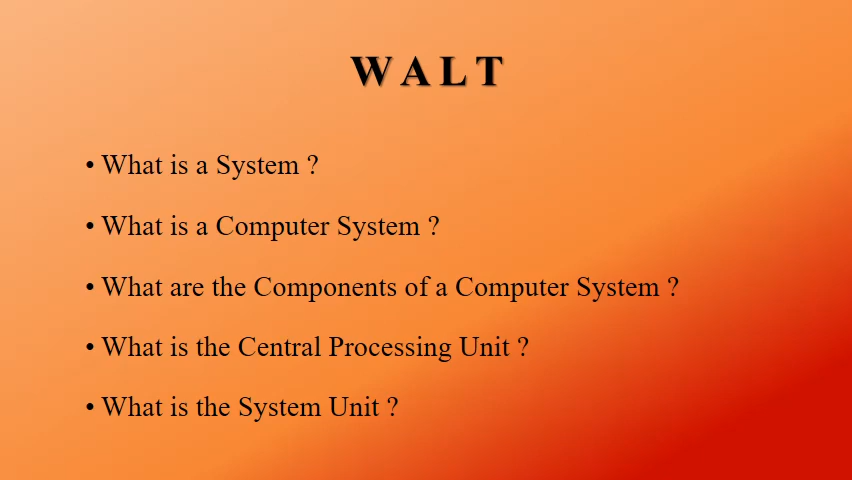 W A L T
• What is a System ?
• What is a Computer System ?
• What are the Components of a Computer System ?
• What is the Central Processing Unit ?
• What is the System Unit ?